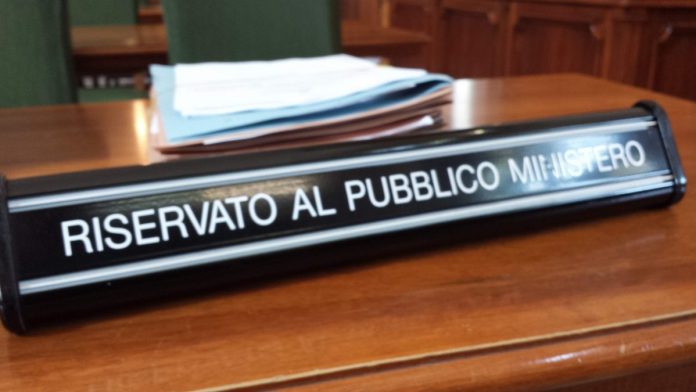 RISERVATO AL PUBBLICO MINISTERO